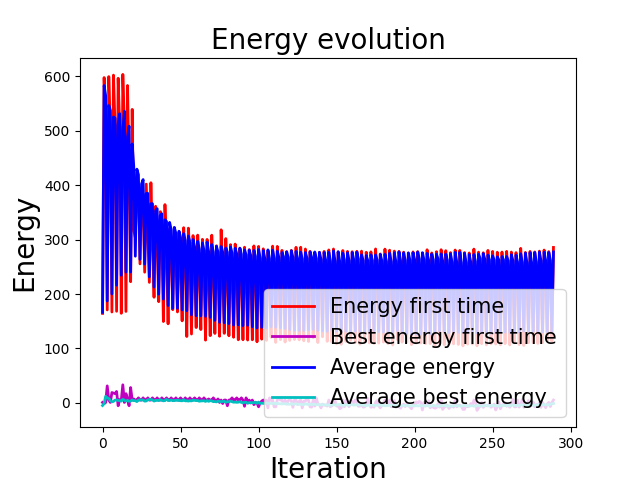 Energy evolution
Energy
600
500
400
300
200
100
0
Energy first time
Best energy first time
Average energy
Average best energy
0 50 100 150 200 250 300
Iteration